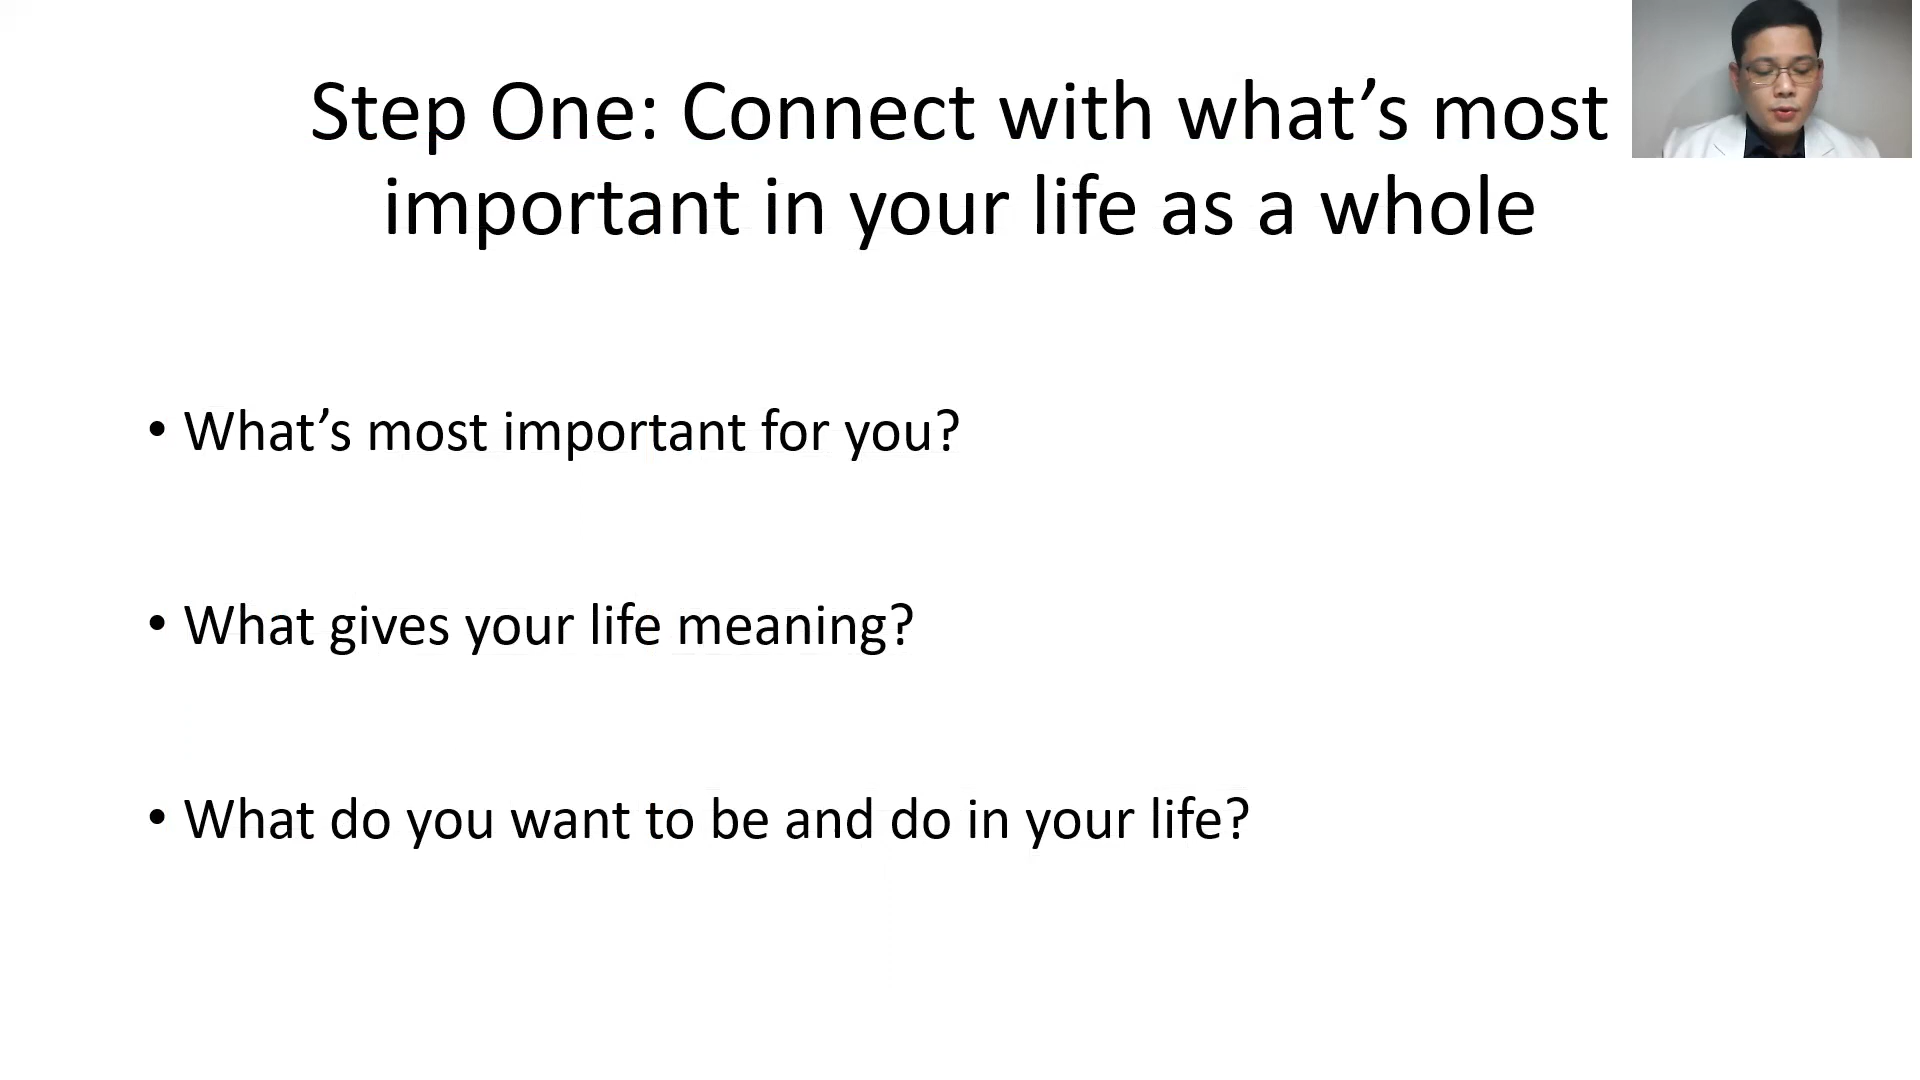 Step One: Connect with what’s most
important in your life as a whole
• What’s most important for you?
• What gives your life meaning?
• What do you want to be and do in your life?